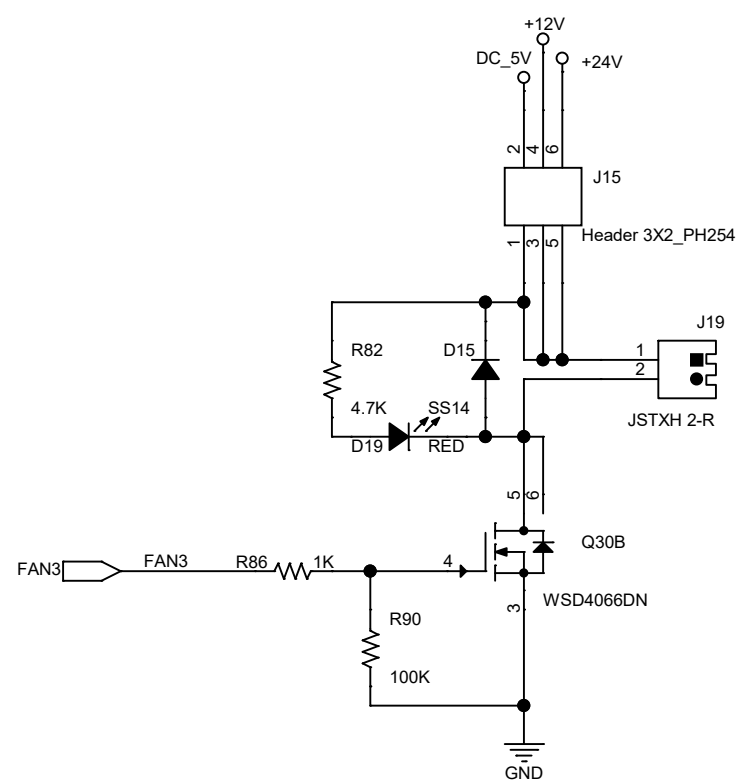 +12V
DC_5V
+24V
2
4
6
J15
Header 3X2_PH254
1
3
5
J19
R82
D15
1
2
4.7K
SS14
JSTXH 2-R
D19
RED
5
6
Q30B
FAN3
FAN3
R86
1K
4
WSD4066DN
3
R90
100K
GND